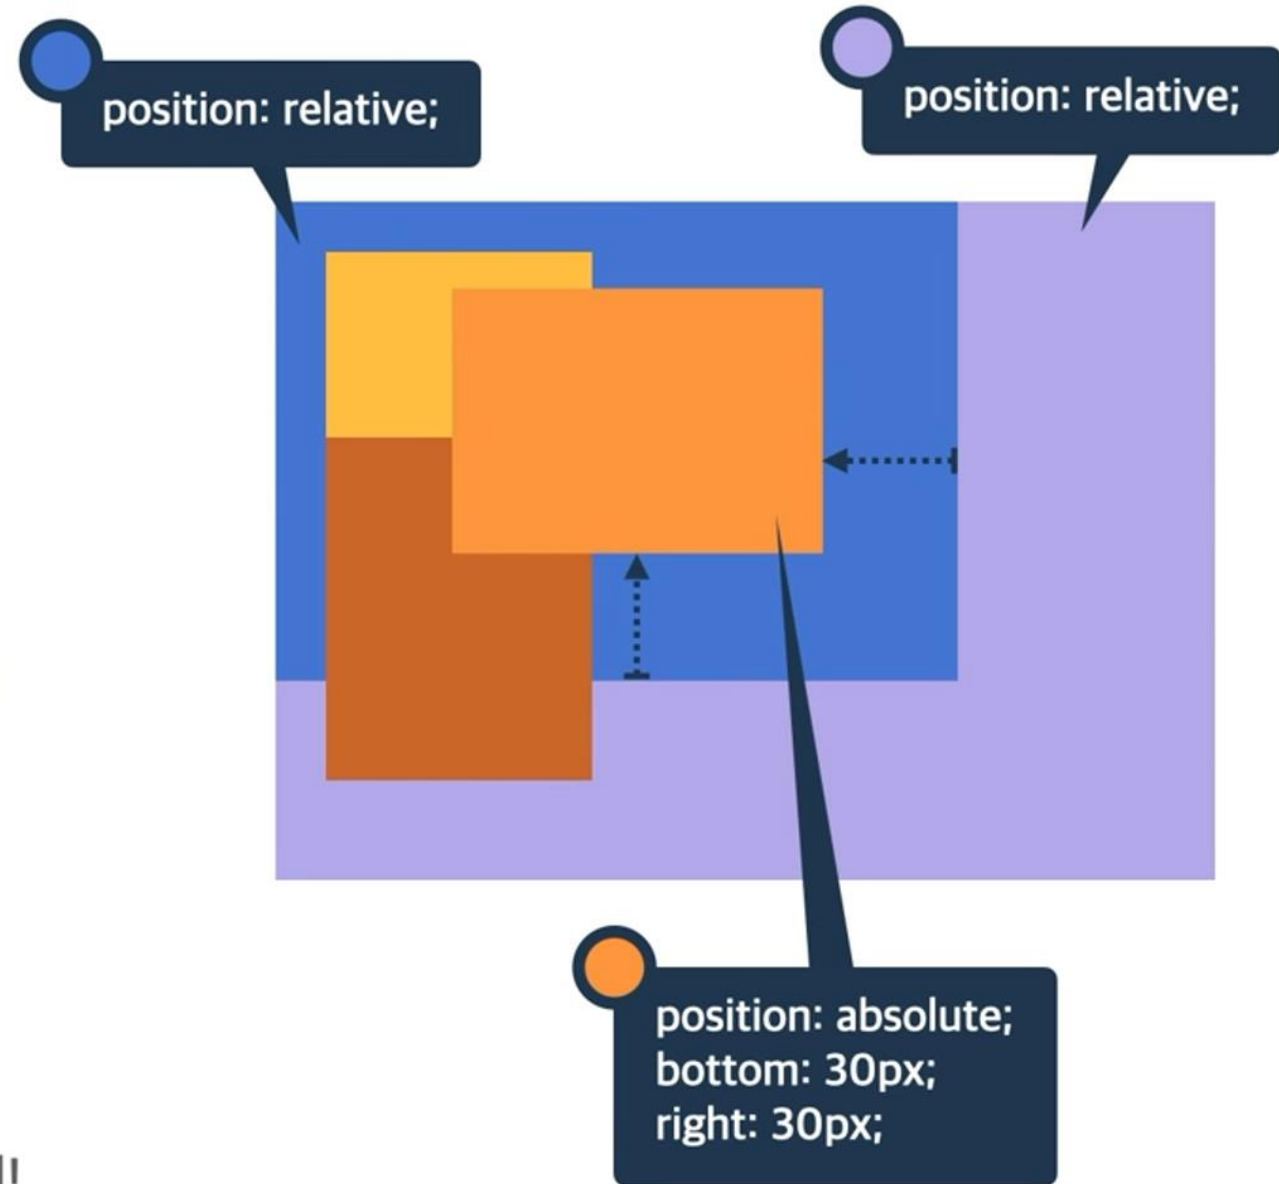 position: relative;
position: relative;
position: absolute;
bottom: 30px;
right: 30px;